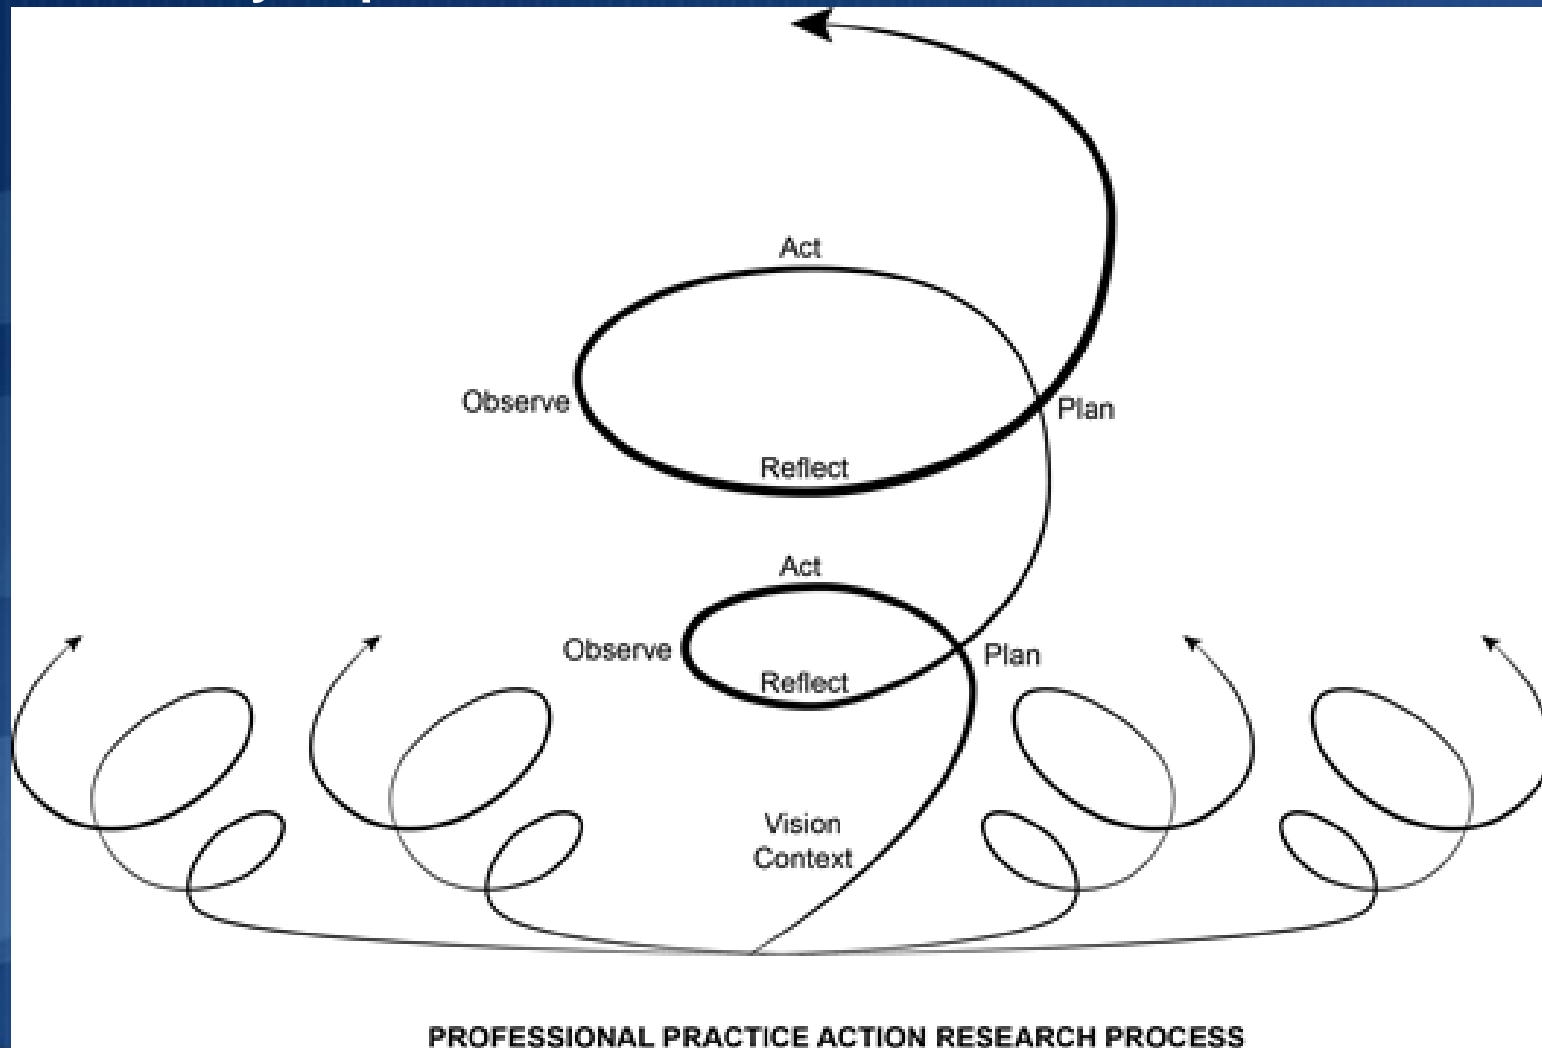 Act
Observe
Plan
Reflect
Act
Observe
Plan
Reflect
Vision
Context
PROFESSIONAL PRACTICE ACTION RESEARCH PROCESS